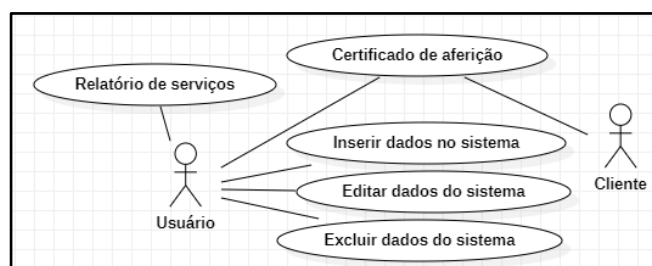 Certificado de aferição
Relatório de serviços
Inserir dados no sistema
Editar dados do sistema
Cliente
Usuário
Excluir dados do sistema